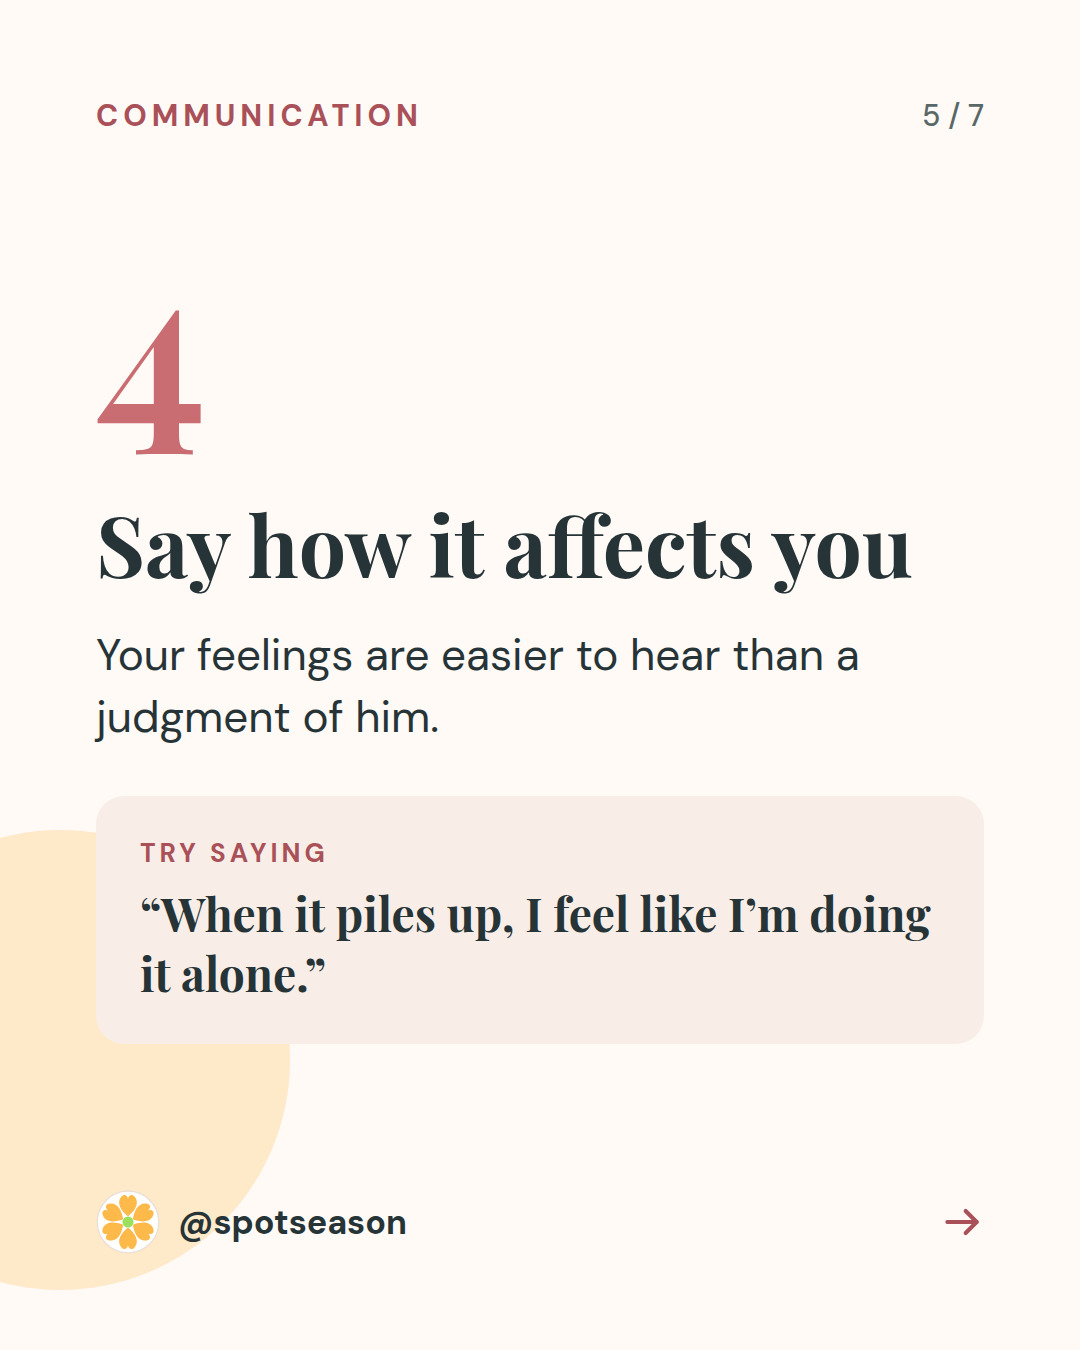 COMMUNICATION
5 / 7
4
Say how it affects you
Your feelings are easier to hear than a
judgment of him.
TRY SAYING
“When it piles up, I feel like I’m doing
it alone.”
@spotseason